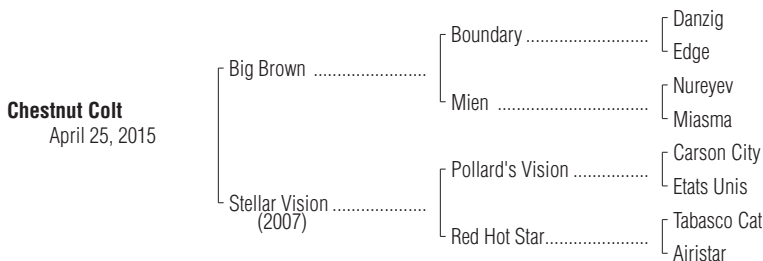 Danzig
Boundary ................................
Edge
Big Brown ........................
Nureyev
Mien ........................................
Miasma
Chestnut Colt
April 25, 2015
Carson City
Pollard's Vision ....................
Etats Unis
Stellar Vision ....................
(2007)
Tabasco Cat
Red Hot Star...........................
Airistar